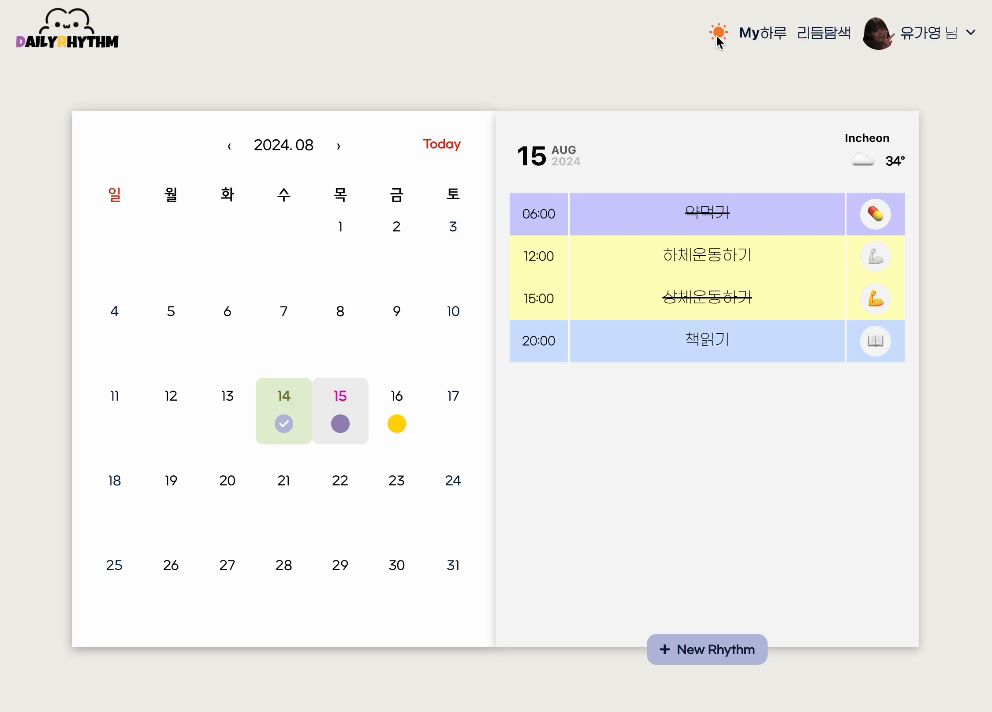 DAILYRHYTHM
My하루 리듬탐색 유가영 님
‹ 2024.08 › Today
일 월 화 수 목 금 토
1 2 3
4 5 6 7 8 9 10
11 12 13 14 15 16 17
18 19 20 21 22 23 24
25 26 27 28 29 30 31
15 AUG
2024
Incheon
34°
06:00 약먹기
12:00 하체운동하기
15:00 상체운동하기
20:00 책읽기
+ New Rhythm